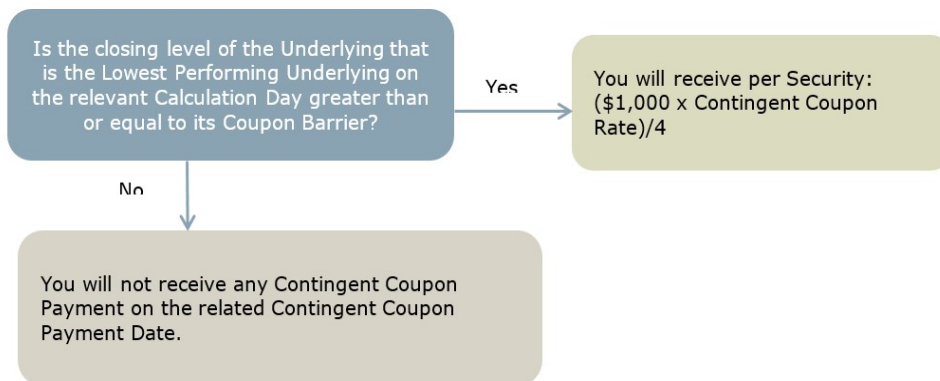 Is the closing level of the Underlying that
is the Lowest Performing Underlying on
the relevant Calculation Day greater than
or equal to its Coupon Barrier?
Yes
You will receive per Security:
($1,000 x Contingent Coupon
Rate)/4
No
You will not receive any Contingent Coupon
Payment on the related Contingent Coupon
Payment Date.